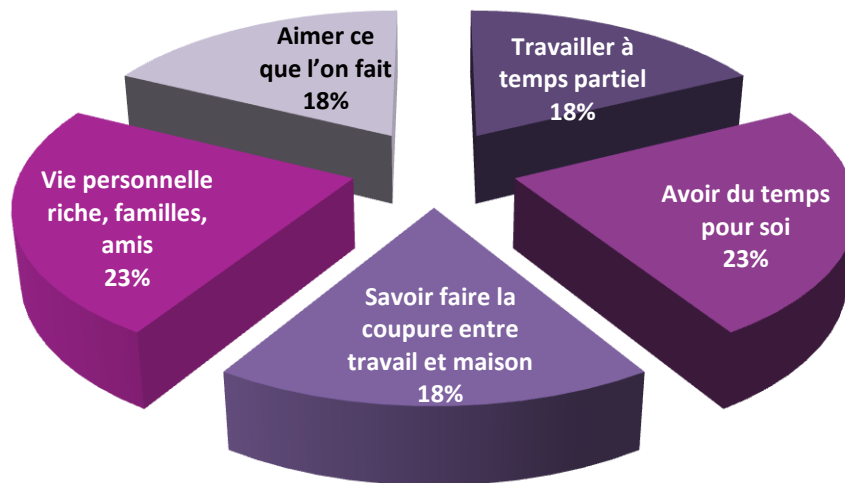 Aimer ce
que l’on fait
18%
Travailler à
temps partiel
18%
Vie personnelle
riche, familles,
amis
23%
Avoir du temps
pour soi
23%
Savoir faire la
coupure entre
travail et maison
18%